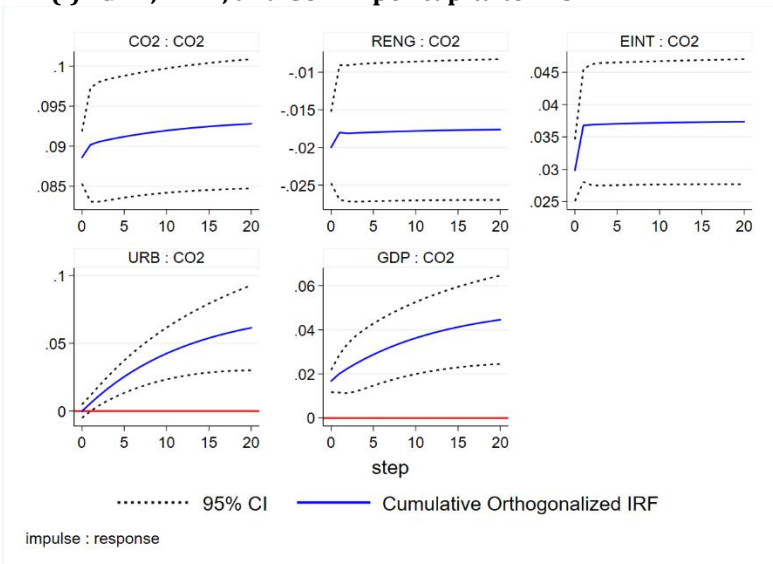 CO2 : CO2
RENG : CO2
EINT : CO2
.1
.095
.09
.085
0 5 10 15 20
-.01
-.015
-.02
-.025
0 5 10 15 20
.045
.04
.035
.03
.025
0 5 10 15 20
URB : CO2
GDP : CO2
.1
.05
0
0 5 10 15 20
.06
.04
.02
0
0 5 10 15 20
step
95% CI
Cumulative Orthogonalized IRF
impulse : response